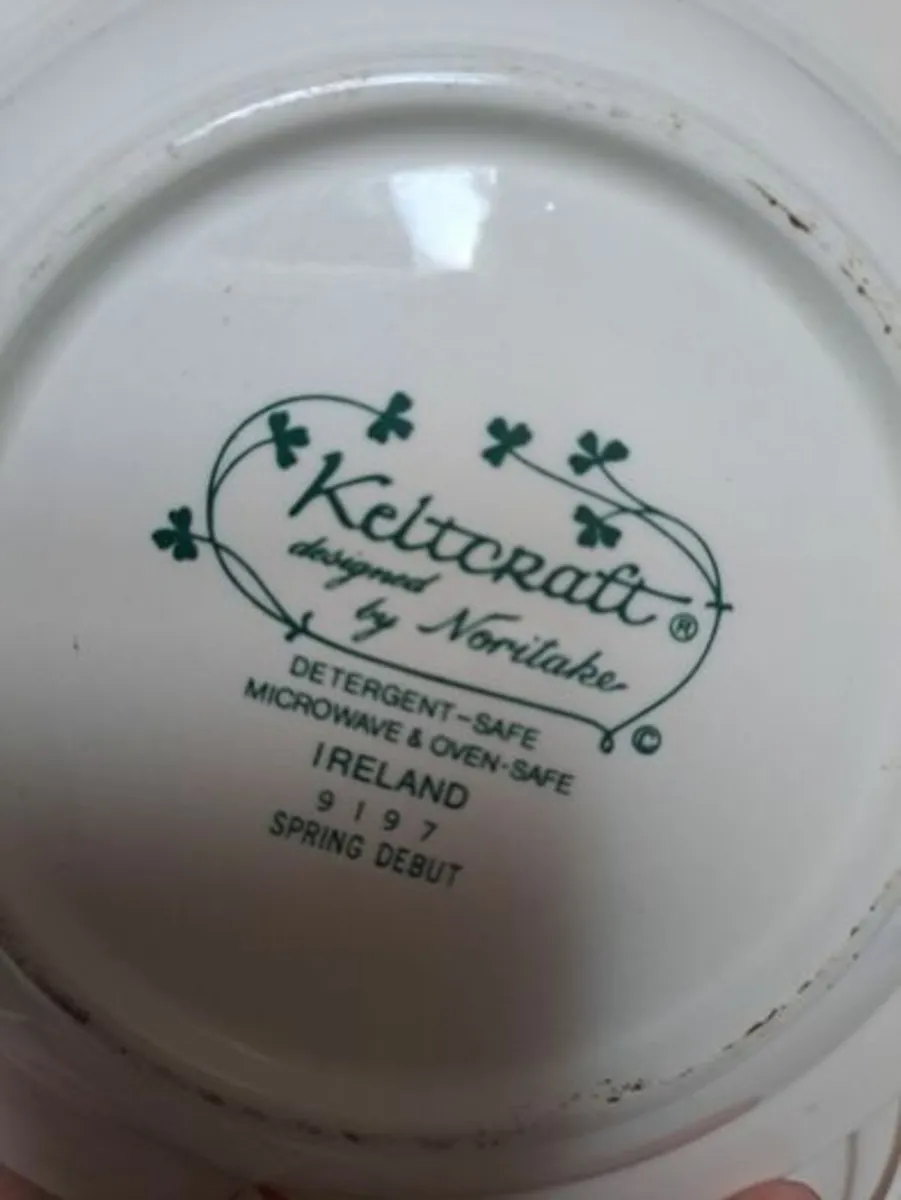 Keltcraft ®
designed
by Noritake
©
DETERGENT-SAFE
MICROWAVE & OVEN-SAFE
IRELAND
9197
SPRING DEBUT